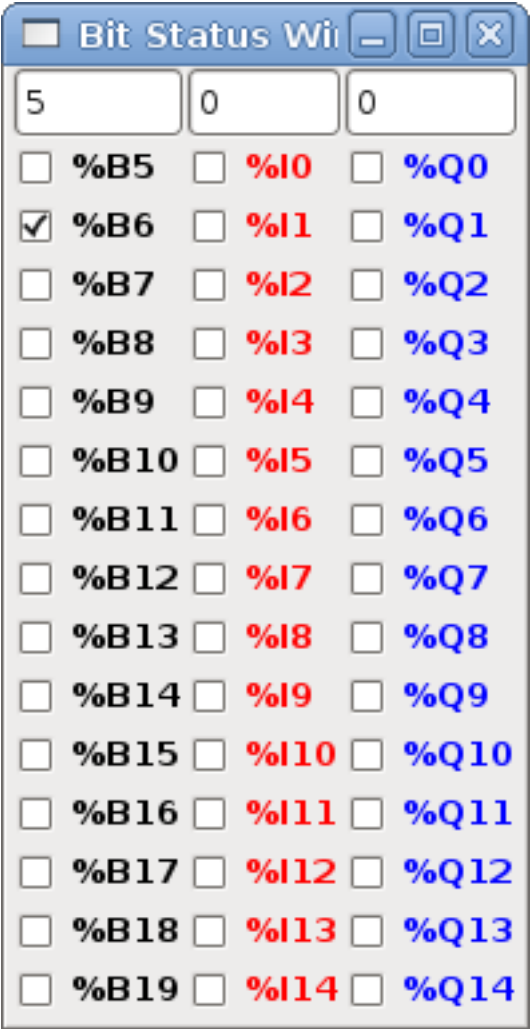 Bit Status Wi
5 0 0
%B5 %I0 %Q0
%B6 %I1 %Q1
%B7 %I2 %Q2
%B8 %I3 %Q3
%B9 %I4 %Q4
%B10 %I5 %Q5
%B11 %I6 %Q6
%B12 %I7 %Q7
%B13 %I8 %Q8
%B14 %I9 %Q9
%B15 %I10 %Q10
%B16 %I11 %Q11
%B17 %I12 %Q12
%B18 %I13 %Q13
%B19 %I14 %Q14